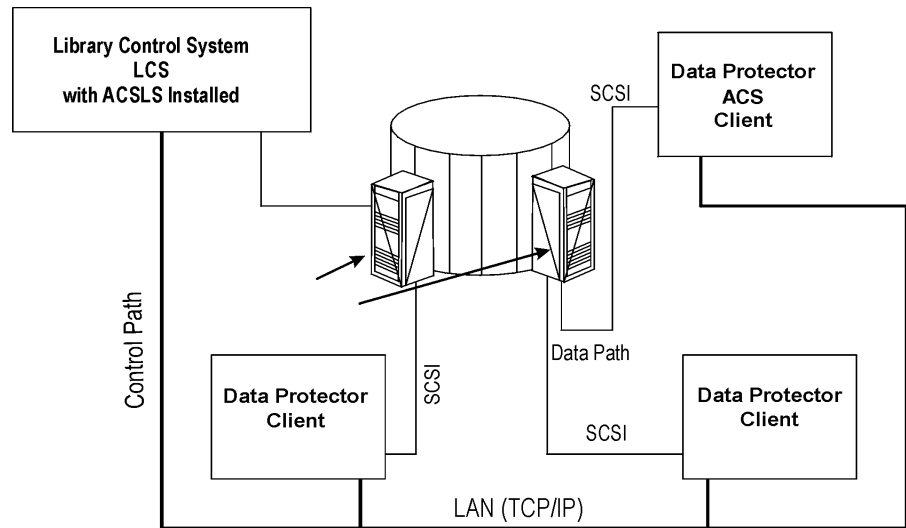 Library Control System
LCS
with ACSLS Installed
SCSI
Data Protector
ACS
Client
Control Path
SCSI
Data Path
Data Protector
Client
SCSI
Data Protector
Client
LAN (TCP/IP)